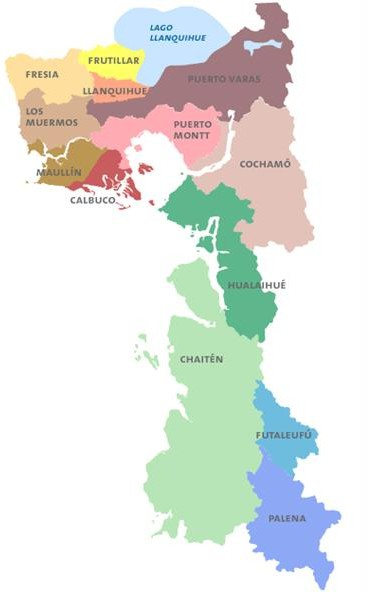 LAGO
LLANQUIHUE
FRUTILLAR
FRESIA
PUERTO VARAS
LLANQUIHUE
LOS
MUERMOS
PUERTO
MONTT
COCHAMÓ
MAULLÍN
CALBUCO
HUALAIHUÉ
CHAITÉN
FUTALEUFÚ
PALENA